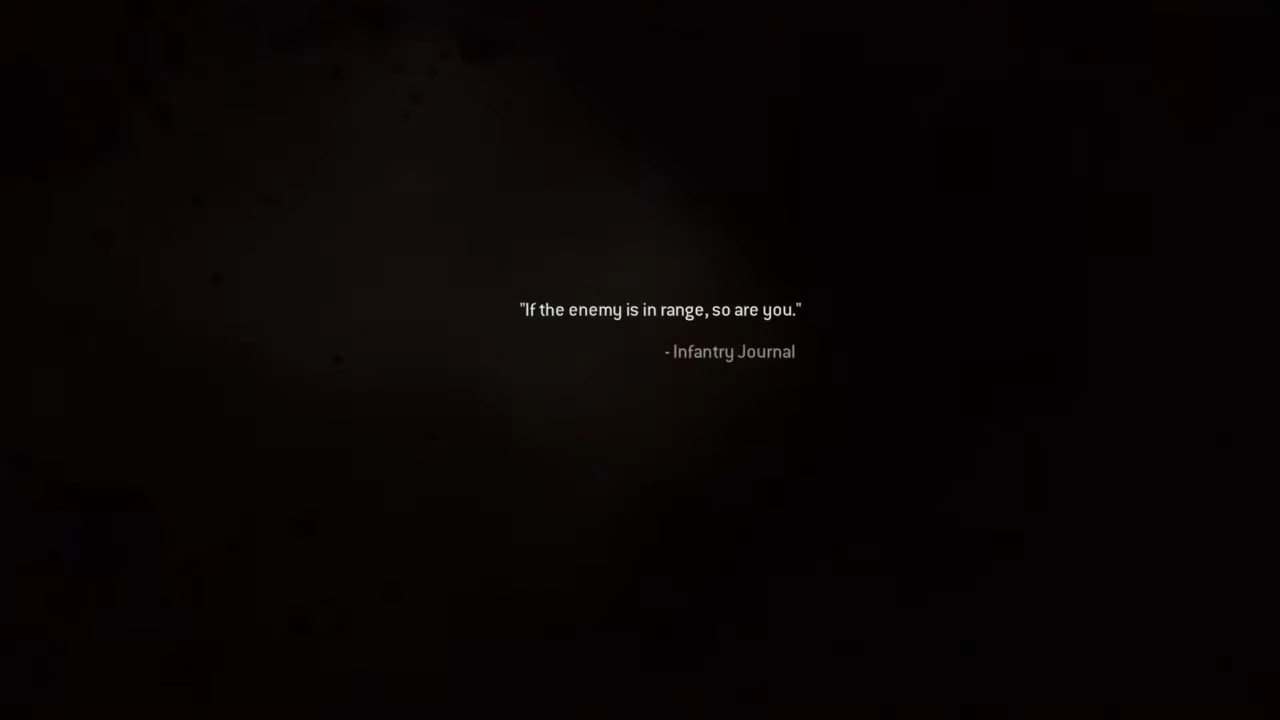 "If the enemy is in range, so are you."
- Infantry Journal